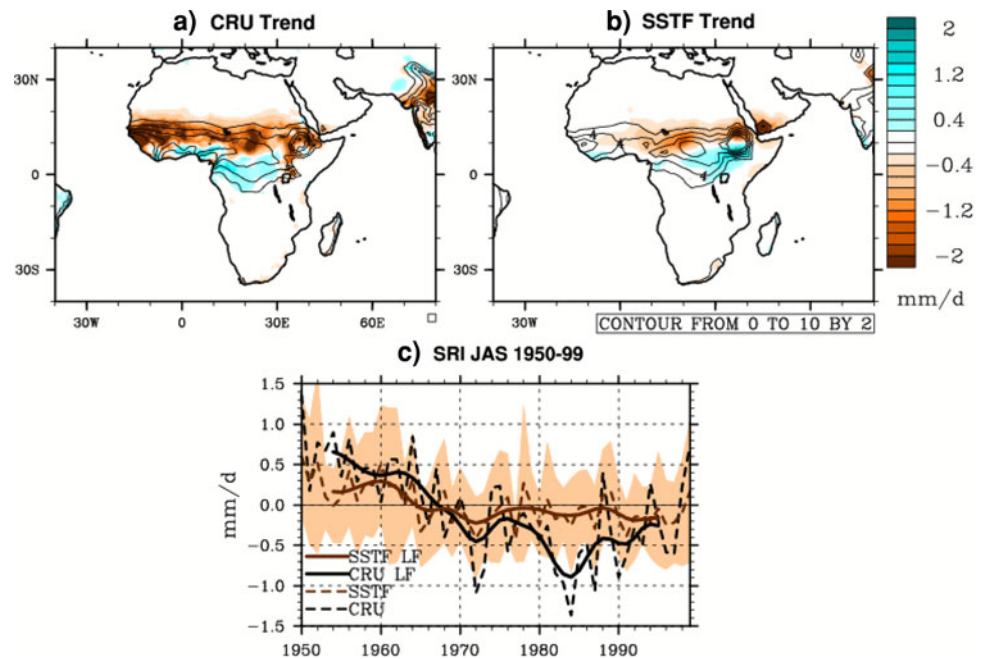 a) CRU Trend
b) SSTF Trend
30N
0
30S
30W 0 30E 60E
30N
0
30S
30W
CONTOUR FROM 0 TO 10 BY 2
4
4
4
2
1.2
0.4
-0.4
-1.2
-2
mm/d
c) SRI JAS 1950-99
mm/d
1.5
1.0
0.5
0.0
-0.5
-1.0
-1.5
SSTF LF
CRU LF
SSTF
CRU
1950 1960 1970 1980 1990